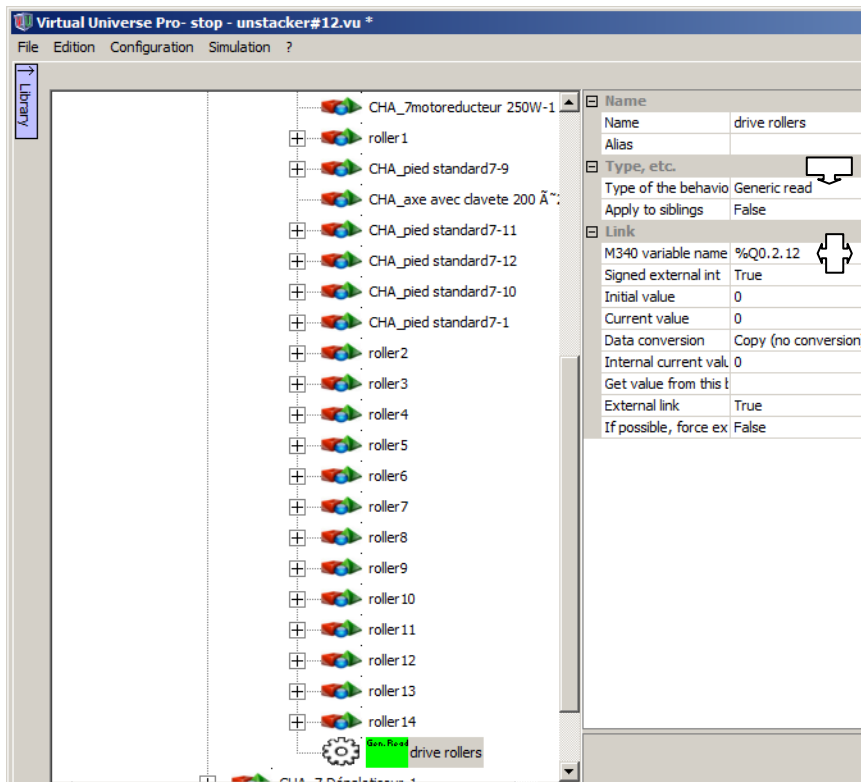 Virtual Universe Pro- stop - unstacker#12.vu *
File Edition Configuration Simulation ?
Library
CHA_7motoreducteur 250W-1
roller1
CHA_pied standard7-9
CHA_axe avec clavete 200 Ã˜2
CHA_pied standard7-11
CHA_pied standard7-12
CHA_pied standard7-10
CHA_pied standard7-1
roller2
roller3
roller4
roller5
roller6
roller7
roller8
roller9
roller10
roller11
roller12
roller13
roller14
Gen.Read drive rollers
Name
Name drive rollers
Alias
Type, etc.
Type of the behavio Generic read
Apply to siblings False
Link
M340 variable name %Q0.2.12
Signed external int True
Initial value 0
Current value 0
Data conversion Copy (no conversion
Internal current valu 0
Get value from this b
External link True
If possible, force ex False